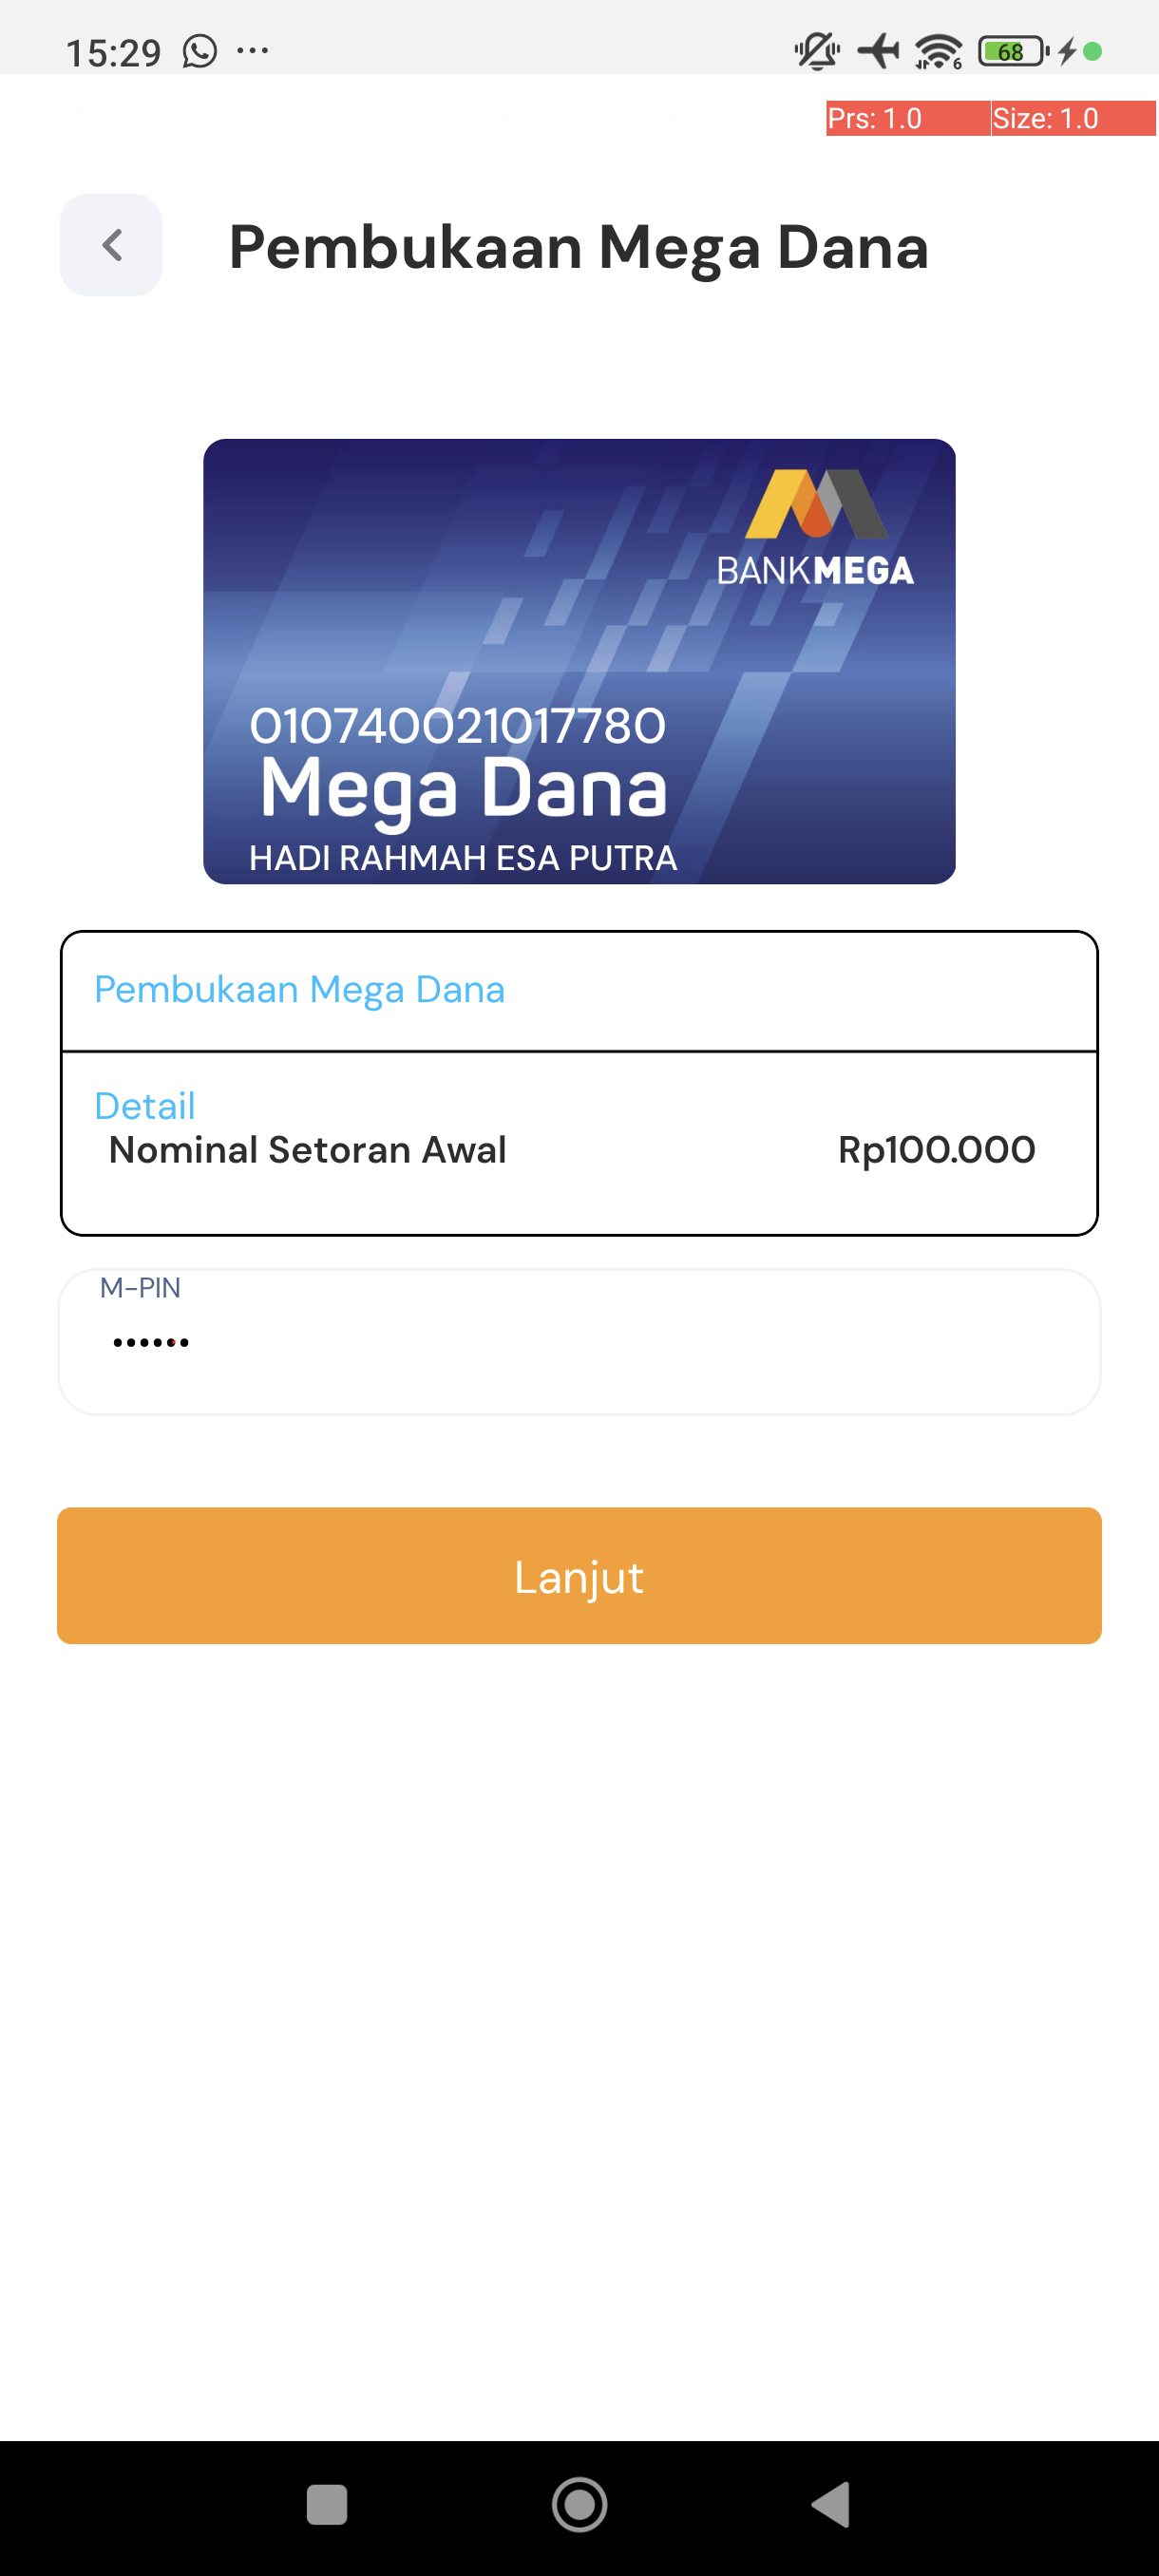 15:29
68
6
Prs: 1.0 Size: 1.0
Pembukaan Mega Dana
BANKMEGA
010740021017780
Mega Dana
HADI RAHMAH ESA PUTRA
Pembukaan Mega Dana
Detail
Nominal Setoran Awal Rp100.000
M-PIN
••••••
Lanjut